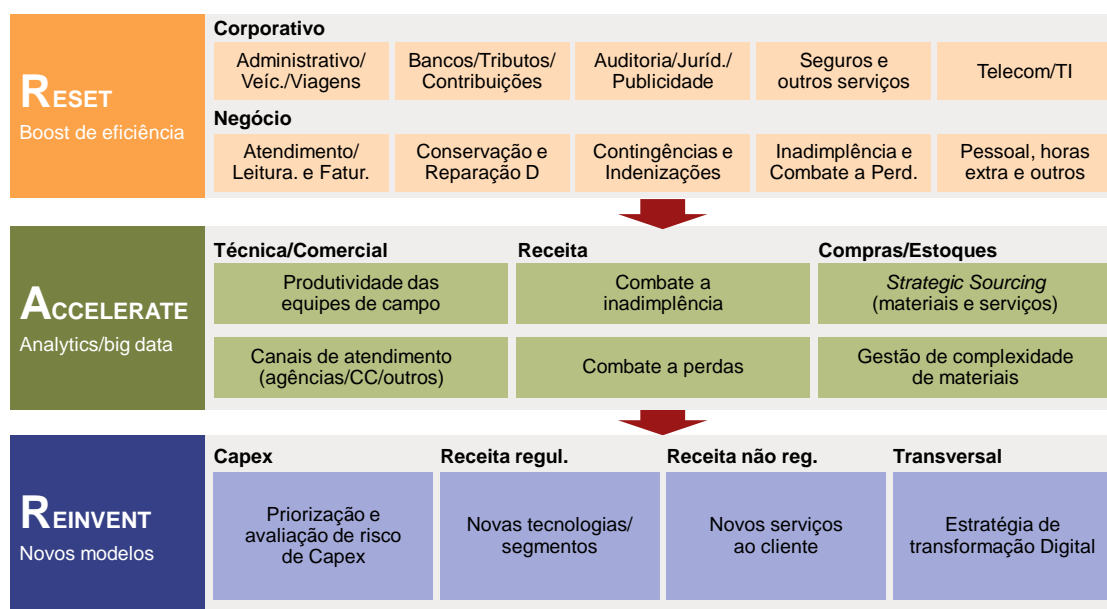 RESET
Boost de eficiência
Corporativo
Administrativo/
Veíc./Viagens
Bancos/Tributos/
Contribuições
Auditoria/Juríd./
Publicidade
Seguros e
outros serviços
Telecom/TI
Negócio
Atendimento/
Leitura. e Fatur.
Conservação e
Reparação D
Contingências e
Indenizações
Inadimplência e
Combate a Perd.
Pessoal, horas
extra e outros
ACCELERATE
Analytics/big data
Técnica/Comercial
Receita
Compras/Estoques
Produtividade das
equipes de campo
Combate a
inadimplência
Strategic Sourcing
(materiais e serviços)
Canais de atendimento
(agências/CC/outros)
Combate a perdas
Gestão de complexidade
de materiais
REINVENT
Novos modelos
Capex
Receita regul.
Receita não reg.
Transversal
Priorização e
avaliação de risco
de Capex
Novas tecnologias/
segmentos
Novos serviços
ao cliente
Estratégia de
transformação Digital